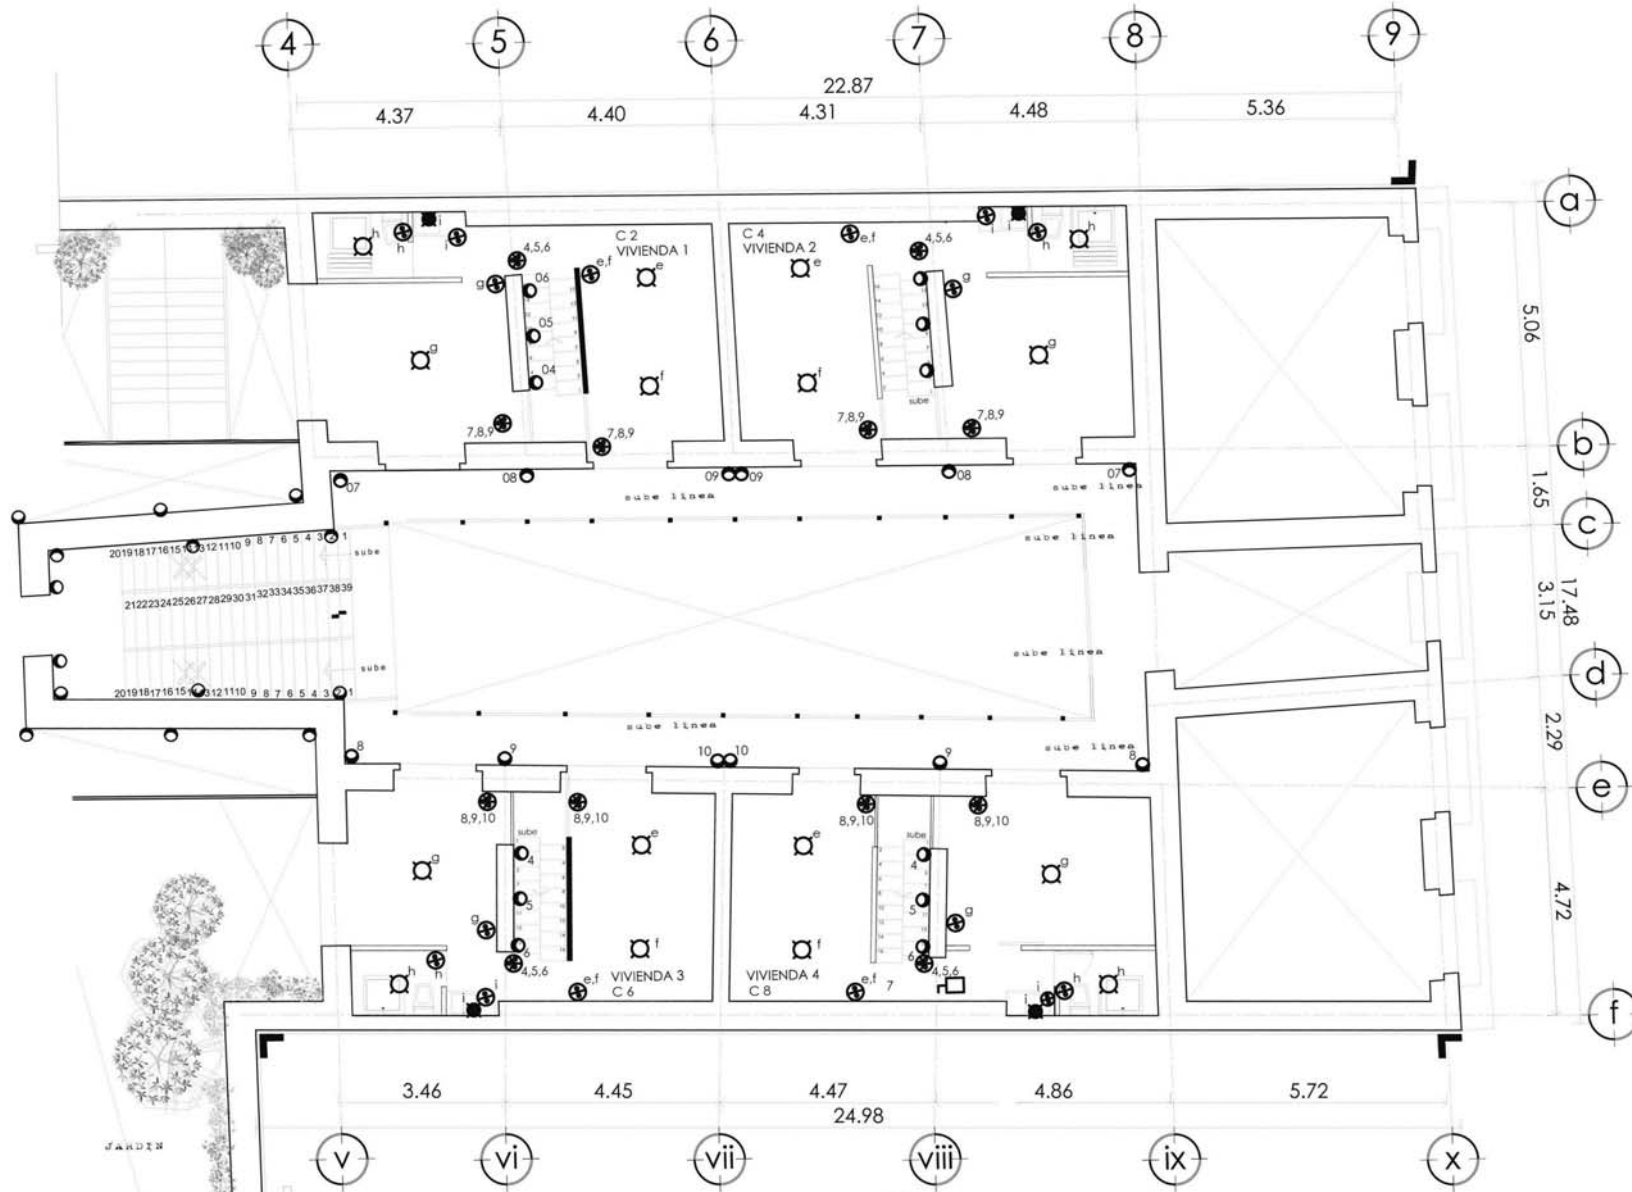 4 5 6 7 8 9
22.87
4.37 4.40 4.31 4.48 5.36
a
h h i i
C 2
VIVIENDA 1
4,5,6
e,f e
g 06
05
04
g f
7,8,9 7,8,9
C 4
VIVIENDA 2
e,f 4,5,6
i i h h
e g
g f
sube
7,8,9 7,8,9
5.06
b
07 08 09 09 08 07
sube linea sube linea
1.65
c
sube linea
20 19 18 17 16 15 14 13 12 11 10 9 8 7 6 5 4 3 2 1
sube
21 22 23 24 25 26 27 28 29 30 31 32 33 34 35 36 37 38 39
17.48
3.15
sube linea
sube
d
20 19 18 17 16 15 14 13 12 11 10 9 8 7 6 5 4 3 2 1
sube linea sube linea
2.29
8 9 10 10 9 8
e
8,9,10 8,9,10 8,9,10 8,9,10
sube e e sube
g 4 4 g
5 5
g 6 f f 6 g
h h i i
4,5,6 e,f
VIVIENDA 3
C 6
VIVIENDA 4
C 8
e,f 7 4,5,6
i i h h
4.72
f
3.46 4.45 4.47 4.86 5.72
24.98
JARDIN
v vi vii viii ix x